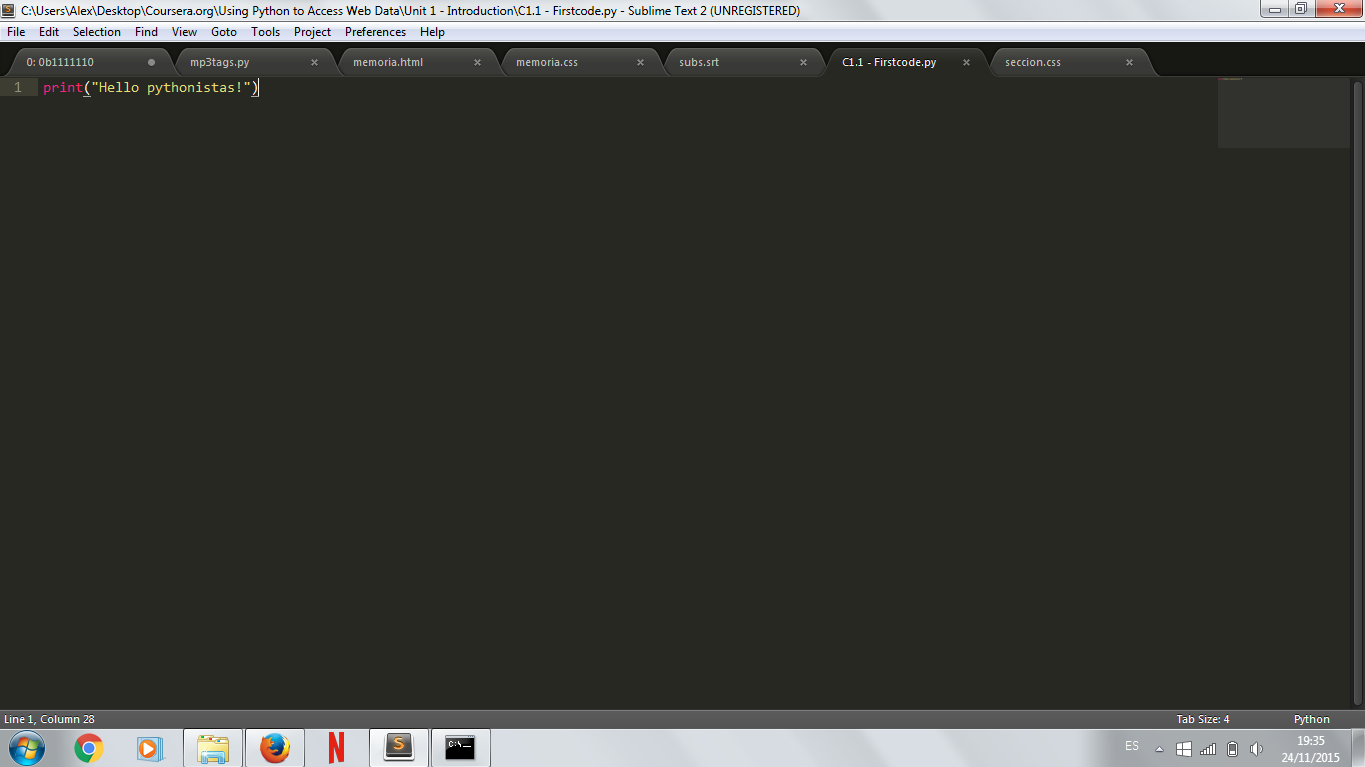 C:\Users\Alex\Desktop\Coursera.org\Using Python to Access Web Data\Unit 1 - Introduction\C1.1 - Firstcode.py - Sublime Text 2 (UNREGISTERED)
File Edit Selection Find View Goto Tools Project Preferences Help
0: 0b1111110 mp3tags.py memoria.html memoria.css subs.srt C1.1 - Firstcode.py seccion.css
1 print("Hello pythonistas!")
Line 1, Column 28 Tab Size: 4 Python
ES 19:35
24/11/2015